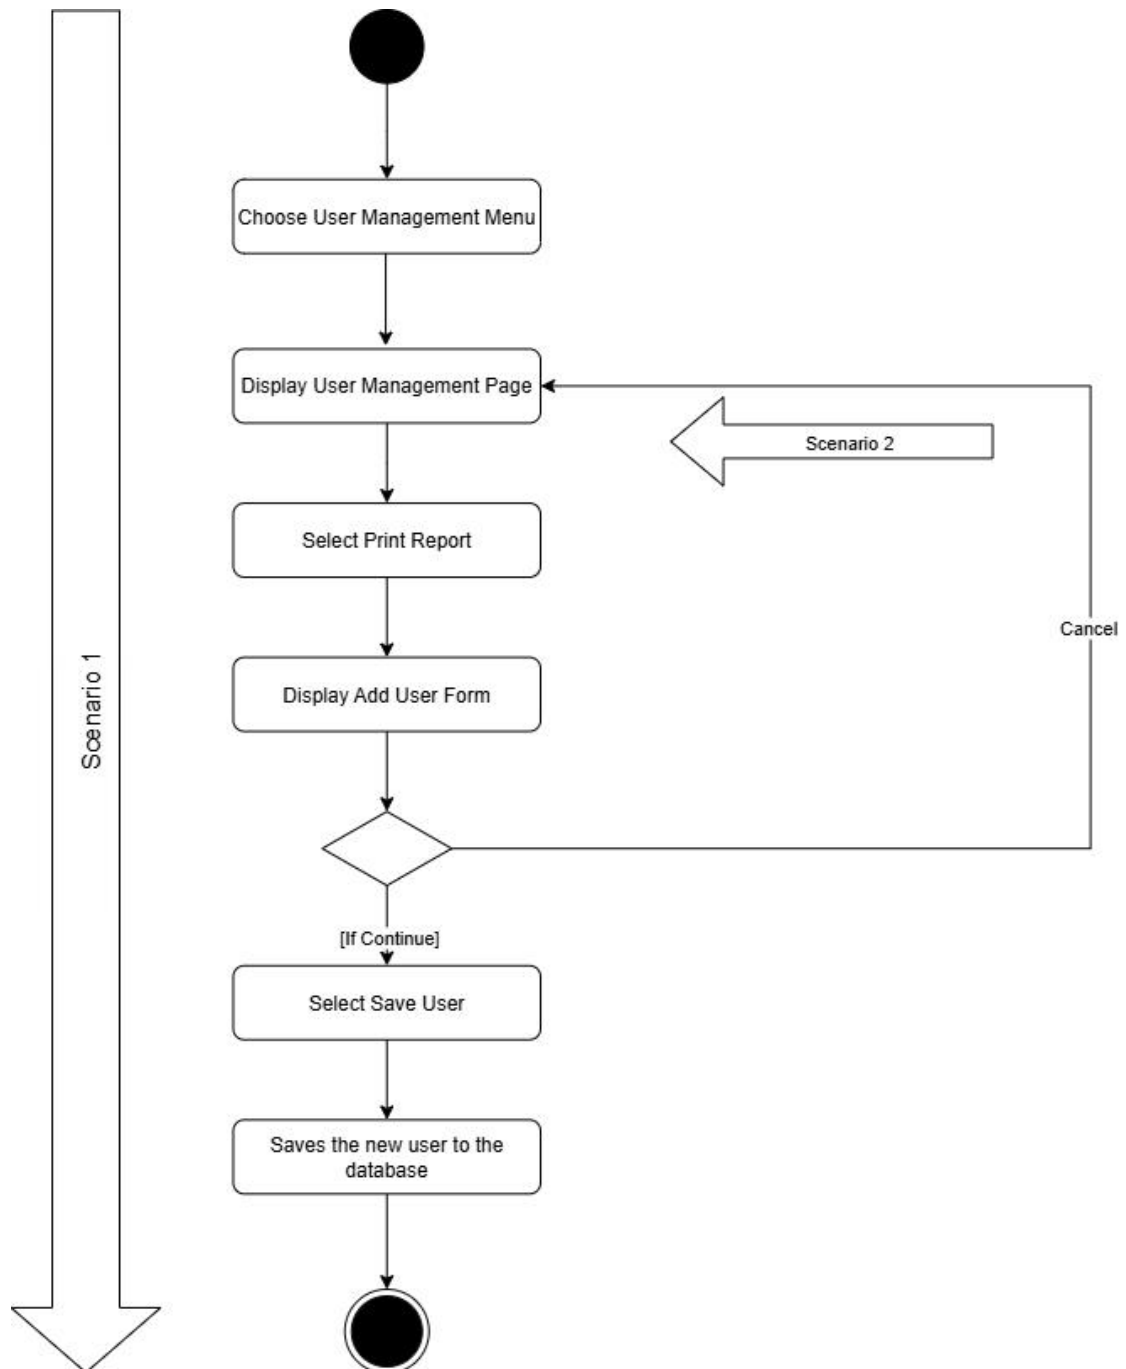 Choose User Management Menu
Display User Management Page
Scenario 2
Select Print Report
Cancel
Scenario 1
Display Add User Form
[If Continue]
Select Save User
Saves the new user to the
database